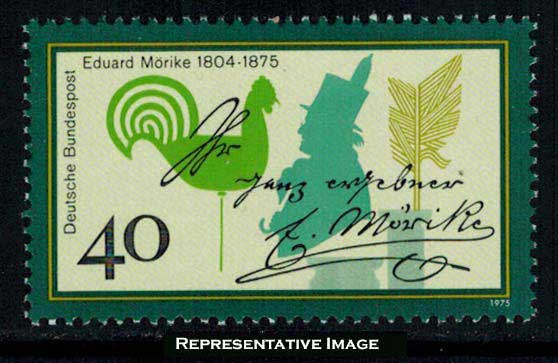 Eduard Mörike 1804-1875
Deutsche Bundespost
Ihr
ganz ergebner
E. Mörike
40
1975
REPRESENTATIVE IMAGE